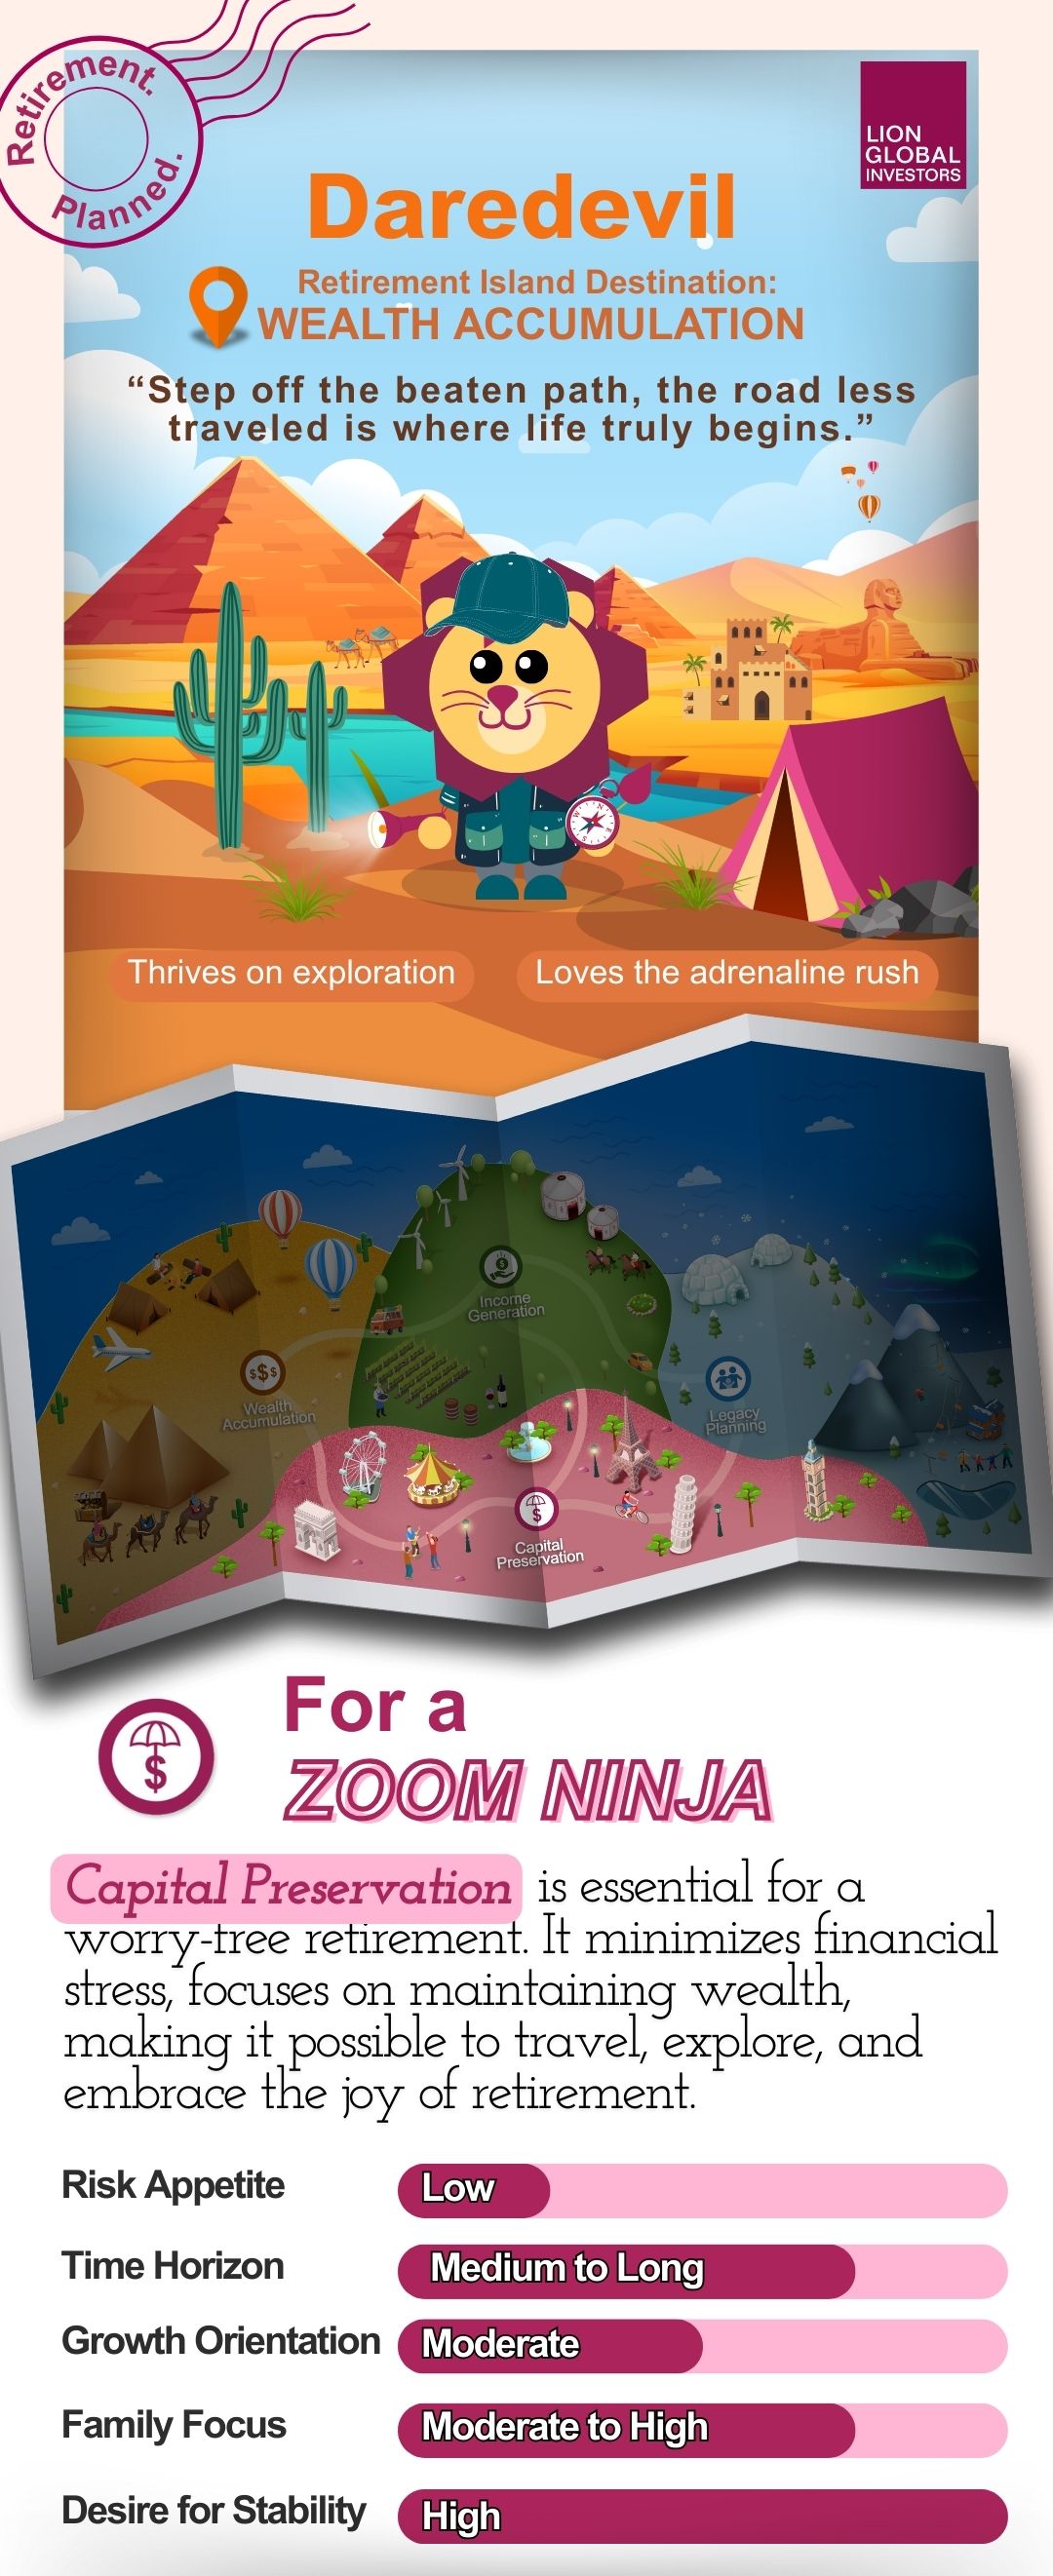 Retirement.
Planned.
LION
GLOBAL
INVESTORS
Daredevil
Retirement Island Destination:
WEALTH ACCUMULATION
“Step off the beaten path, the road less
traveled is where life truly begins.”
N
E
S
W
Thrives on exploration
Loves the adrenaline rush
$
Income
Generation
$$$
Wealth
Accumulation
Legacy
Planning
$
Capital
Preservation
$
For a
ZOOM NINJA
Capital Preservation is essential for a
worry-free retirement. It minimizes financial
stress, focuses on maintaining wealth,
making it possible to travel, explore, and
embrace the joy of retirement.
Risk Appetite Low
Time Horizon Medium to Long
Growth Orientation Moderate
Family Focus Moderate to High
Desire for Stability High